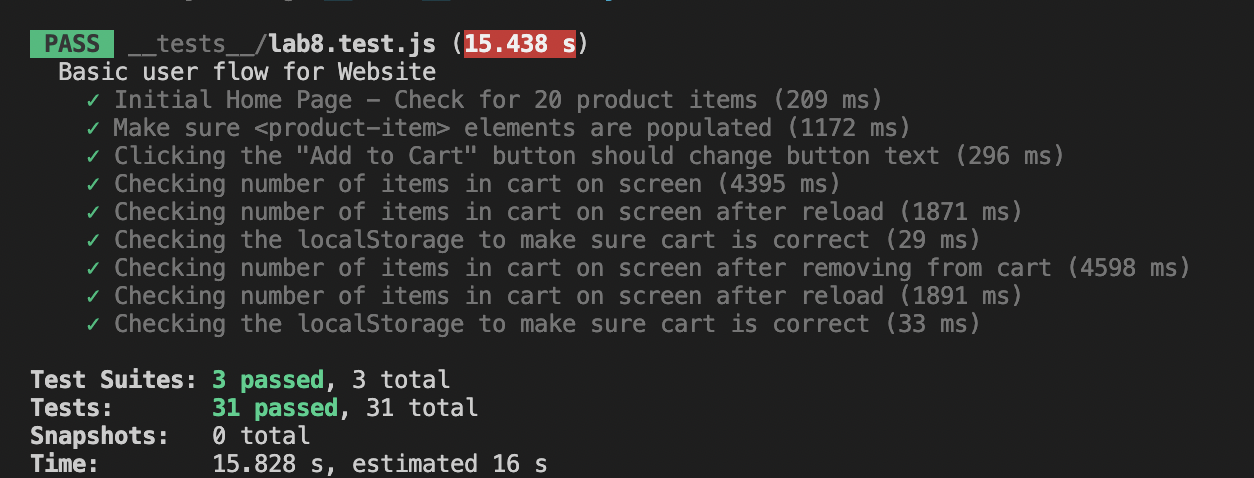 PASS __tests__/lab8.test.js (15.438 s)
Basic user flow for Website
✓ Initial Home Page – Check for 20 product items (209 ms)
✓ Make sure <product-item> elements are populated (1172 ms)
✓ Clicking the "Add to Cart" button should change button text (296 ms)
✓ Checking number of items in cart on screen (4395 ms)
✓ Checking number of items in cart on screen after reload (1871 ms)
✓ Checking the localStorage to make sure cart is correct (29 ms)
✓ Checking number of items in cart on screen after removing from cart (4598 ms)
✓ Checking number of items in cart on screen after reload (1891 ms)
✓ Checking the localStorage to make sure cart is correct (33 ms)
Test Suites: 3 passed, 3 total
Tests: 31 passed, 31 total
Snapshots: 0 total
Time: 15.828 s, estimated 16 s